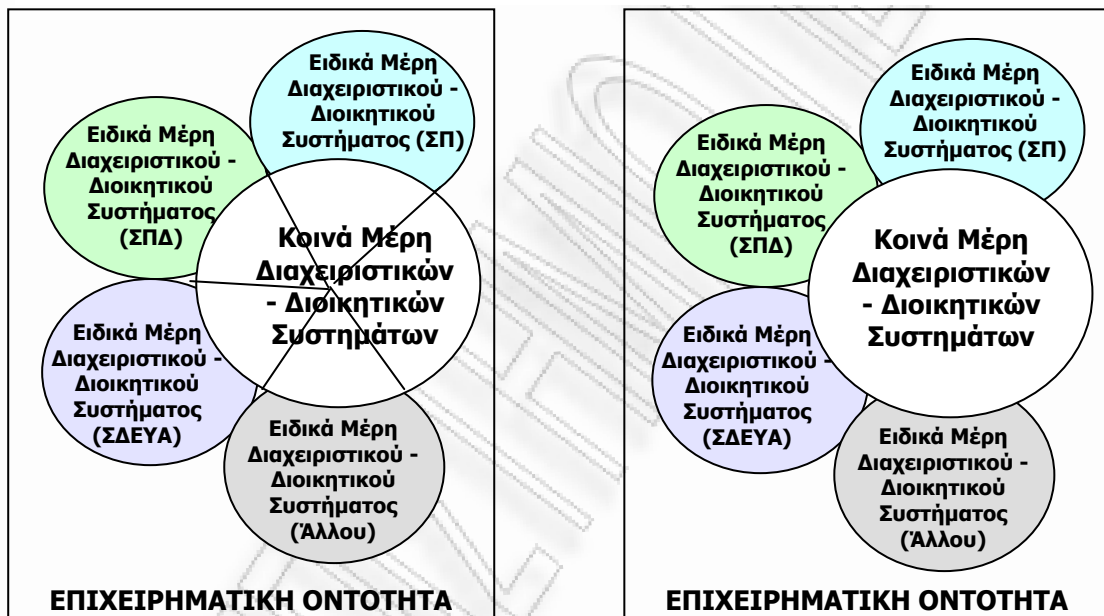 Ειδικά Μέρη
Διαχειριστικού -
Διοικητικού
Συστήματος (ΣΠ)
Ειδικά Μέρη
Διαχειριστικού -
Διοικητικού
Συστήματος
(ΣΠΔ)
Κοινά Μέρη
Διαχειριστικών
- Διοικητικών
Συστημάτων
Ειδικά Μέρη
Διαχειριστικού -
Διοικητικού
Συστήματος
(ΣΔΕΥΑ)
Ειδικά Μέρη
Διαχειριστικού -
Διοικητικού
Συστήματος
(Άλλου)
ΕΠΙΧΕΙΡΗΜΑΤΙΚΗ ΟΝΤΟΤΗΤΑ
Ειδικά Μέρη
Διαχειριστικού -
Διοικητικού
Συστήματος (ΣΠ)
Ειδικά Μέρη
Διαχειριστικού -
Διοικητικού
Συστήματος
(ΣΠΔ)
Κοινά Μέρη
Διαχειριστικών
- Διοικητικών
Συστημάτων
Ειδικά Μέρη
Διαχειριστικού -
Διοικητικού
Συστήματος
(ΣΔΕΥΑ)
Ειδικά Μέρη
Διαχειριστικού -
Διοικητικού
Συστήματος
(Άλλου)
ΕΠΙΧΕΙΡΗΜΑΤΙΚΗ ΟΝΤΟΤΗΤΑ